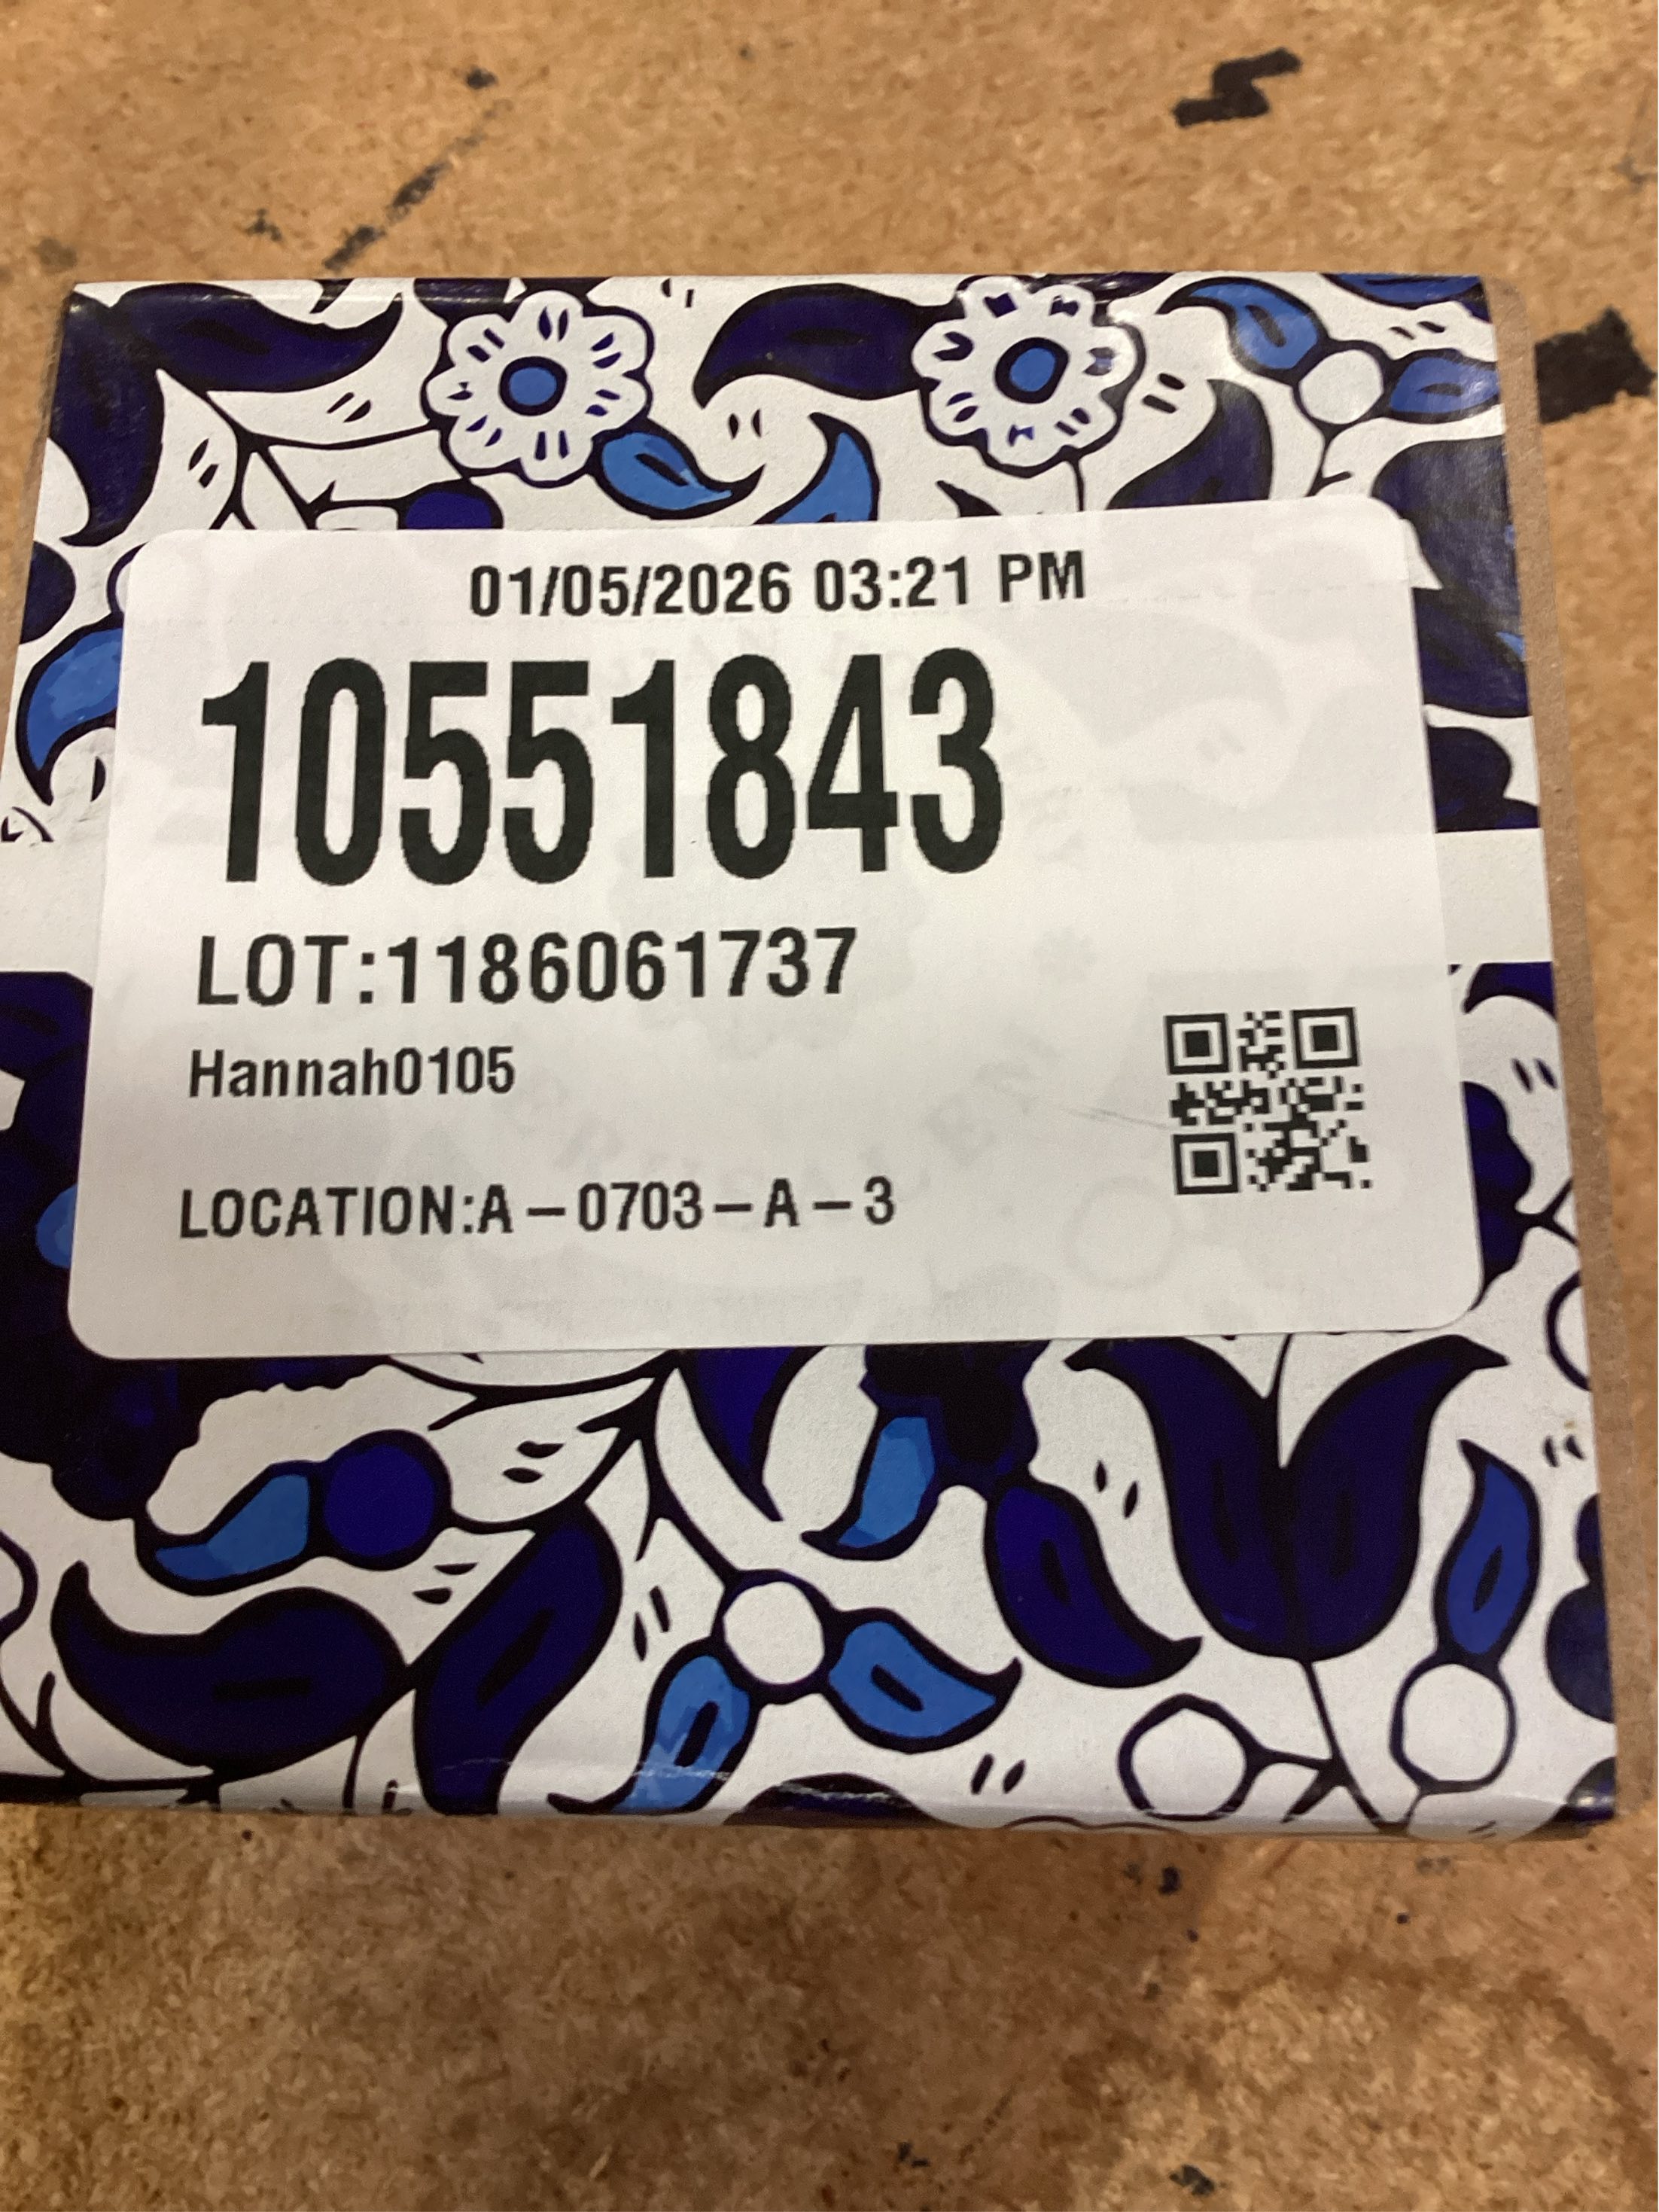 01/05/2026 03:21 PM
10551843
LOT:1186061737
Hannah0105
LOCATION:A-0703-A-3